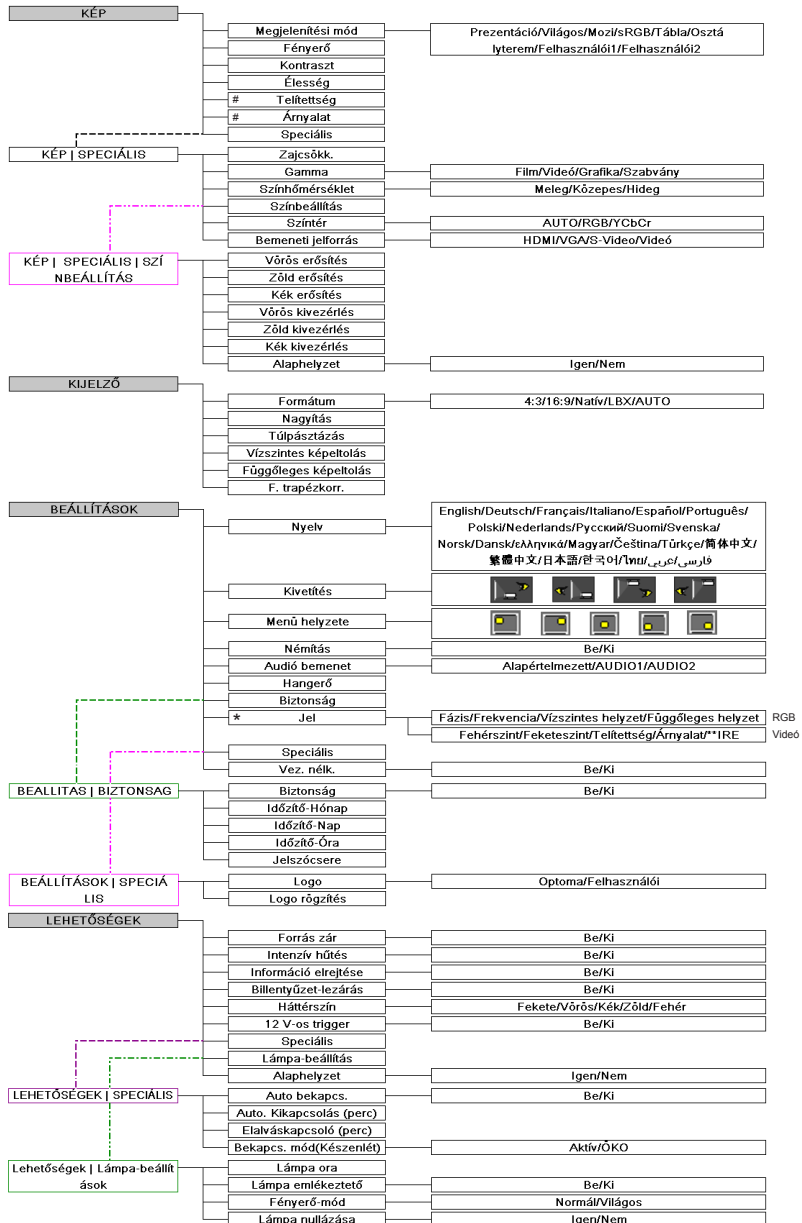 KÉP
Megjelenítési mód Prezentáció/Világos/Mozi/sRGB/Tábla/Osztá
lyterem/Felhasználói1/Felhasználói2
Fényerő
Kontraszt
Élesség
# Telítettség
# Árnyalat
Speciális
KÉP | SPECIÁLIS Zajcsökk.
Gamma Film/Videó/Grafika/Szabvány
Színhőmérséklet Meleg/Közepes/Hideg
Színbeállítás
Színtér AUTO/RGB/YCbCr
Bemeneti jelforrás HDMI/VGA/S-Video/Videó
KÉP | SPECIÁLIS | SZÍ
NBEÁLLÍTÁS
Vörös erősítés
Zöld erősítés
Kék erősítés
Vörös kivezérlés
Zöld kivezérlés
Kék kivezérlés
Alaphelyzet Igen/Nem
KIJELZŐ
Formátum 4:3/16:9/Natív/LBX/AUTO
Nagyítás
Túlpásztázás
Vízszintes képeltolás
Függőleges képeltolás
F. trapézkorr.
BEÁLLÍTÁSOK
Nyelv English/Deutsch/Français/Italiano/Español/Português/
Polski/Nederlands/Русский/Suomi/Svenska/
Norsk/Dansk/ελληνικά/Magyar/Čeština/Türkçe/简体中文/
繁體中文/日本語/한국어/ไทย/فارسی/عربي
Kivetítés
Menü helyzete
Némítás Be/Ki
Audió bemenet Alapértelmezett/AUDIO1/AUDIO2
Hangerő
Biztonság
* Jel Fázis/Frekvencia/Vízszintes helyzet/Függőleges helyzet RGB
Fehérszint/Feketeszint/Telítettség/Árnyalat/**IRE Videó
Speciális
Vez. nélk. Be/Ki
BEALLITAS | BIZTONSAG Biztonság Be/Ki
Időzítő-Hónap
Időzítő-Nap
Időzítő-Óra
Jelszócsere
BEÁLLÍTÁSOK | SPECIÁ
LIS
Logo Optoma/Felhasználói
Logo rögzítés
LEHETŐSÉGEK
Forrás zár Be/Ki
Intenzív hűtés Be/Ki
Információ elrejtése Be/Ki
Billentyűzet-lezárás Be/Ki
Háttérszín Fekete/Vörös/Kék/Zöld/Fehér
12 V-os trigger Be/Ki
Speciális
Lámpa-beállítás
Alaphelyzet Igen/Nem
LEHETŐSÉGEK | SPECIÁLIS Auto bekapcs. Be/Ki
Auto. Kikapcsolás (perc)
Elalváskapcsoló (perc)
Bekapcs. mód(Készenlét) Aktív/ÖKO
Lehetőségek | Lámpa-beállít
ások
Lámpa ora
Lámpa emlékeztető Be/Ki
Fényerő-mód Normál/Világos
Lámpa nullázása Igen/Nem